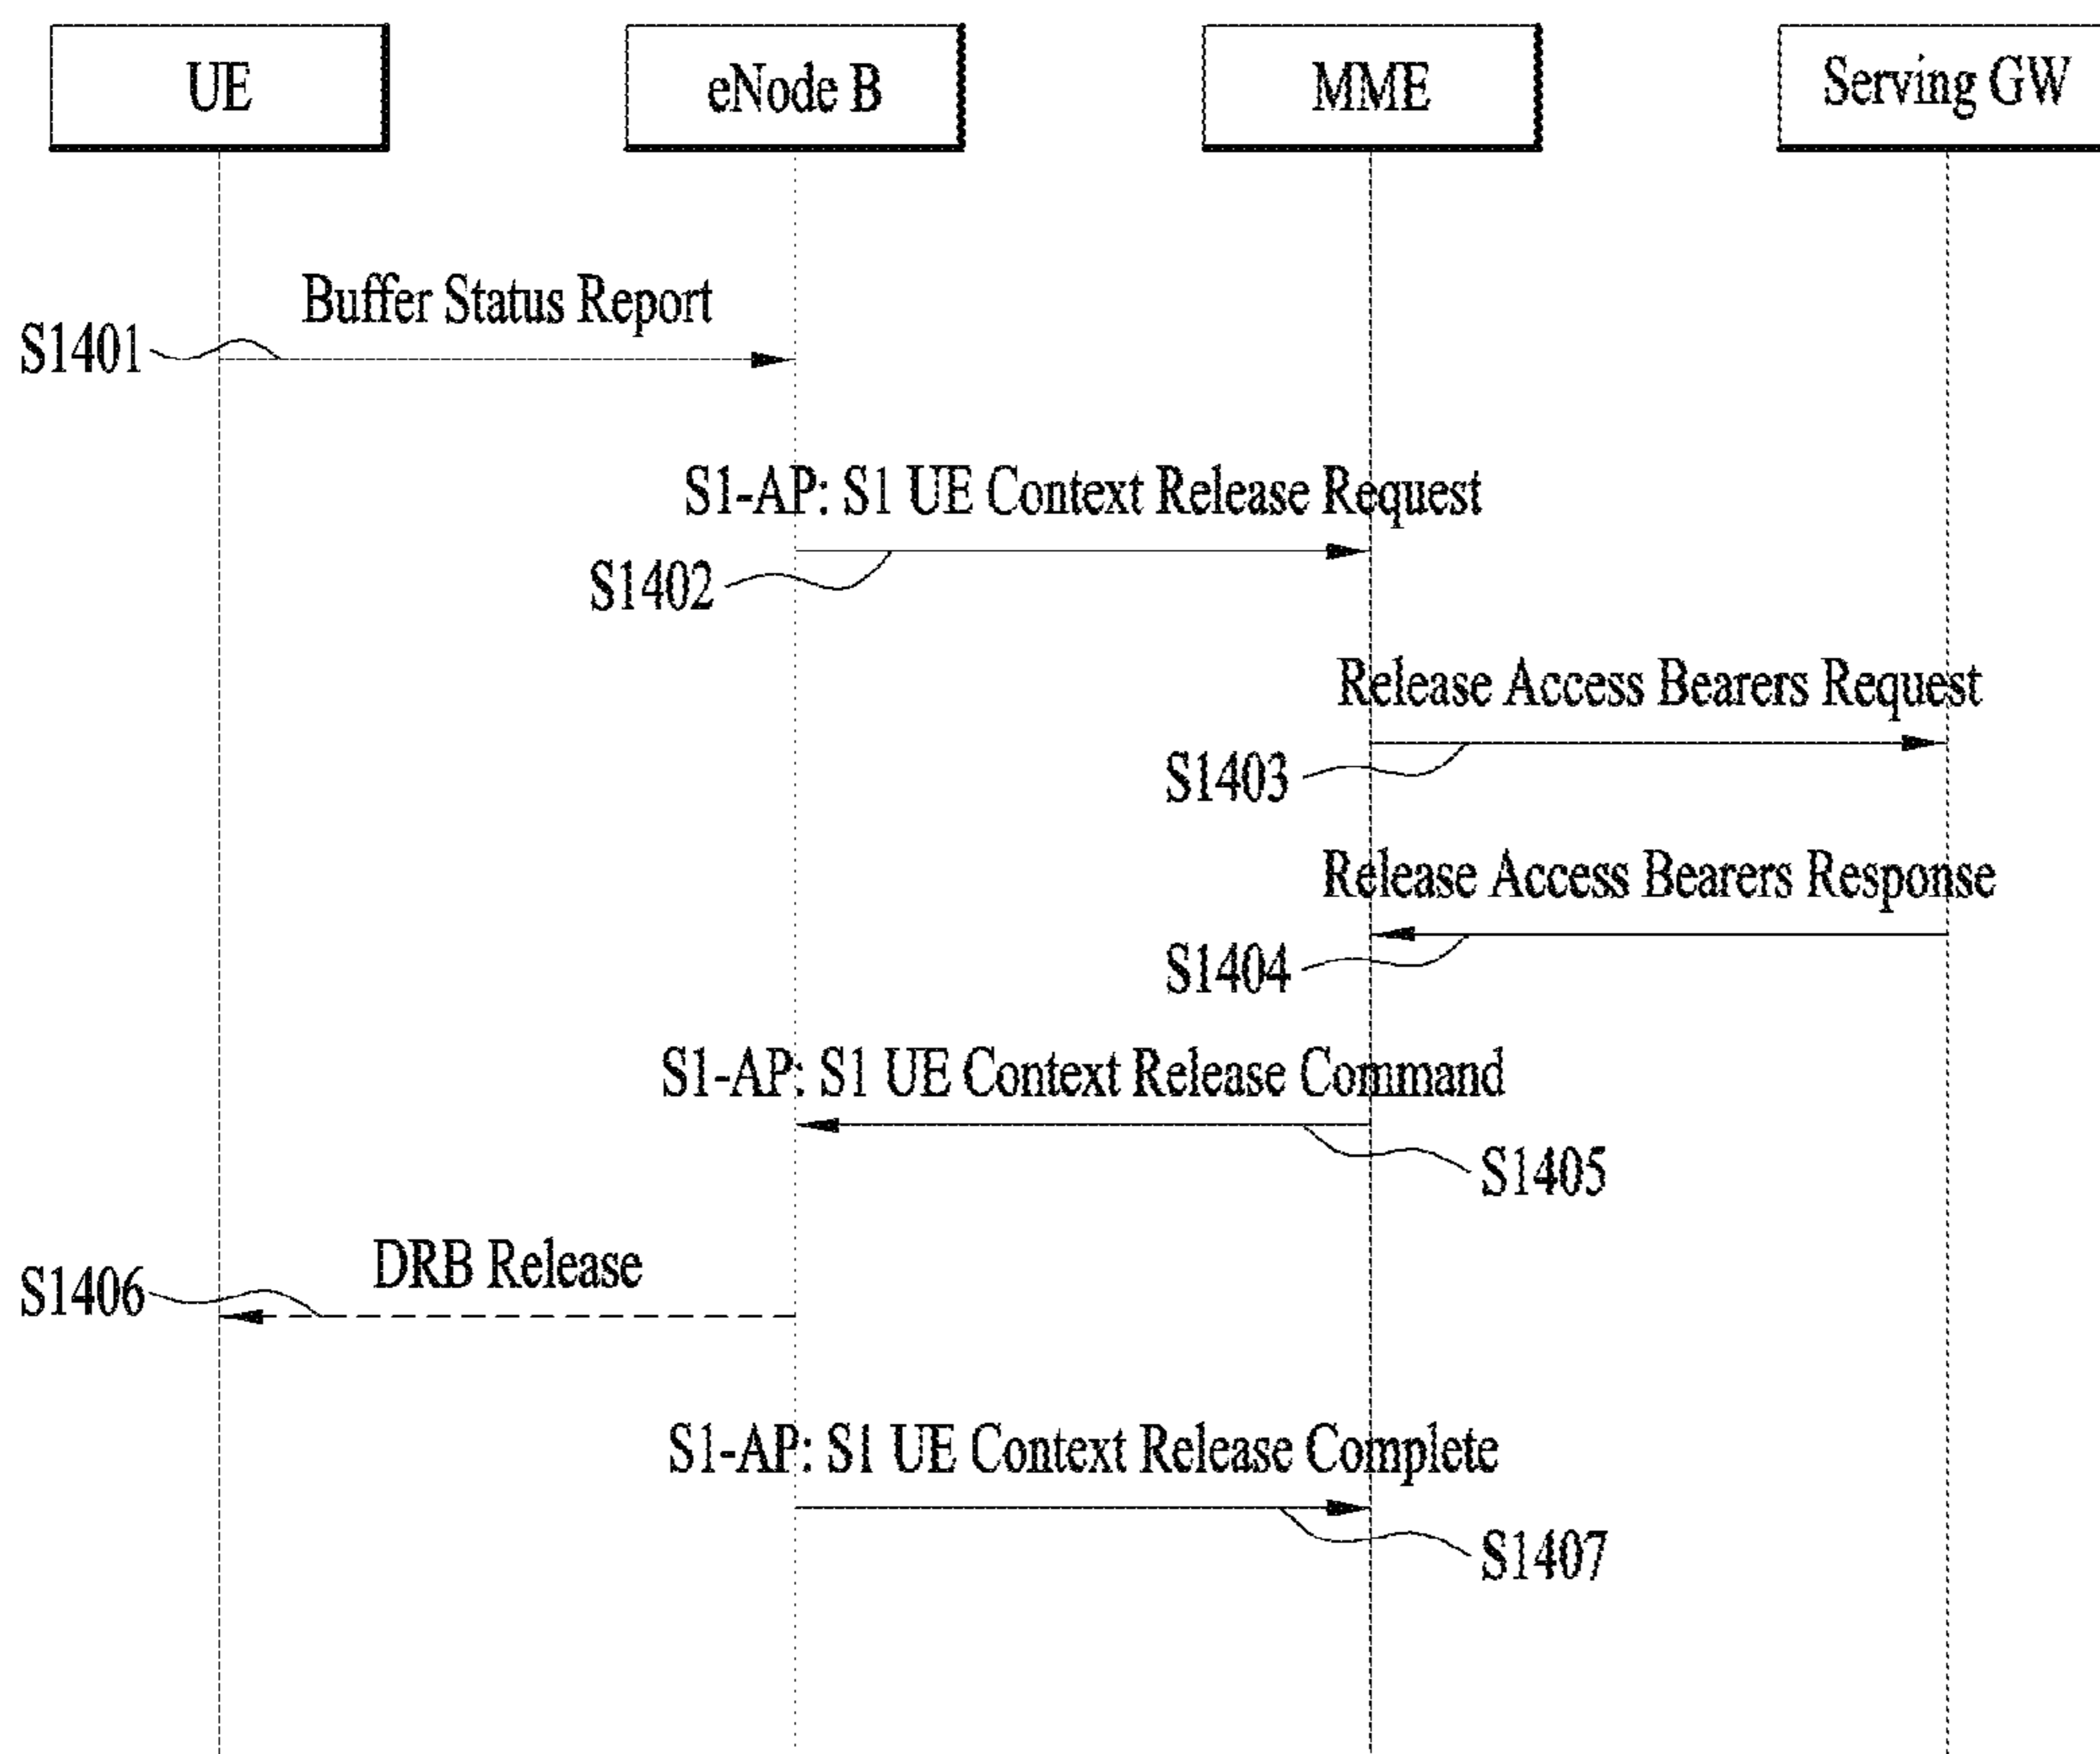 UE
eNode B
MME
Serving GW
Buffer Status Report
S1401
S1-AP: S1 UE Context Release Request
S1402
Release Access Bearers Request
S1403
Release Access Bearers Response
S1404
S1-AP: S1 UE Context Release Command
S1405
DRB Release
S1406
S1-AP: S1 UE Context Release Complete
S1407